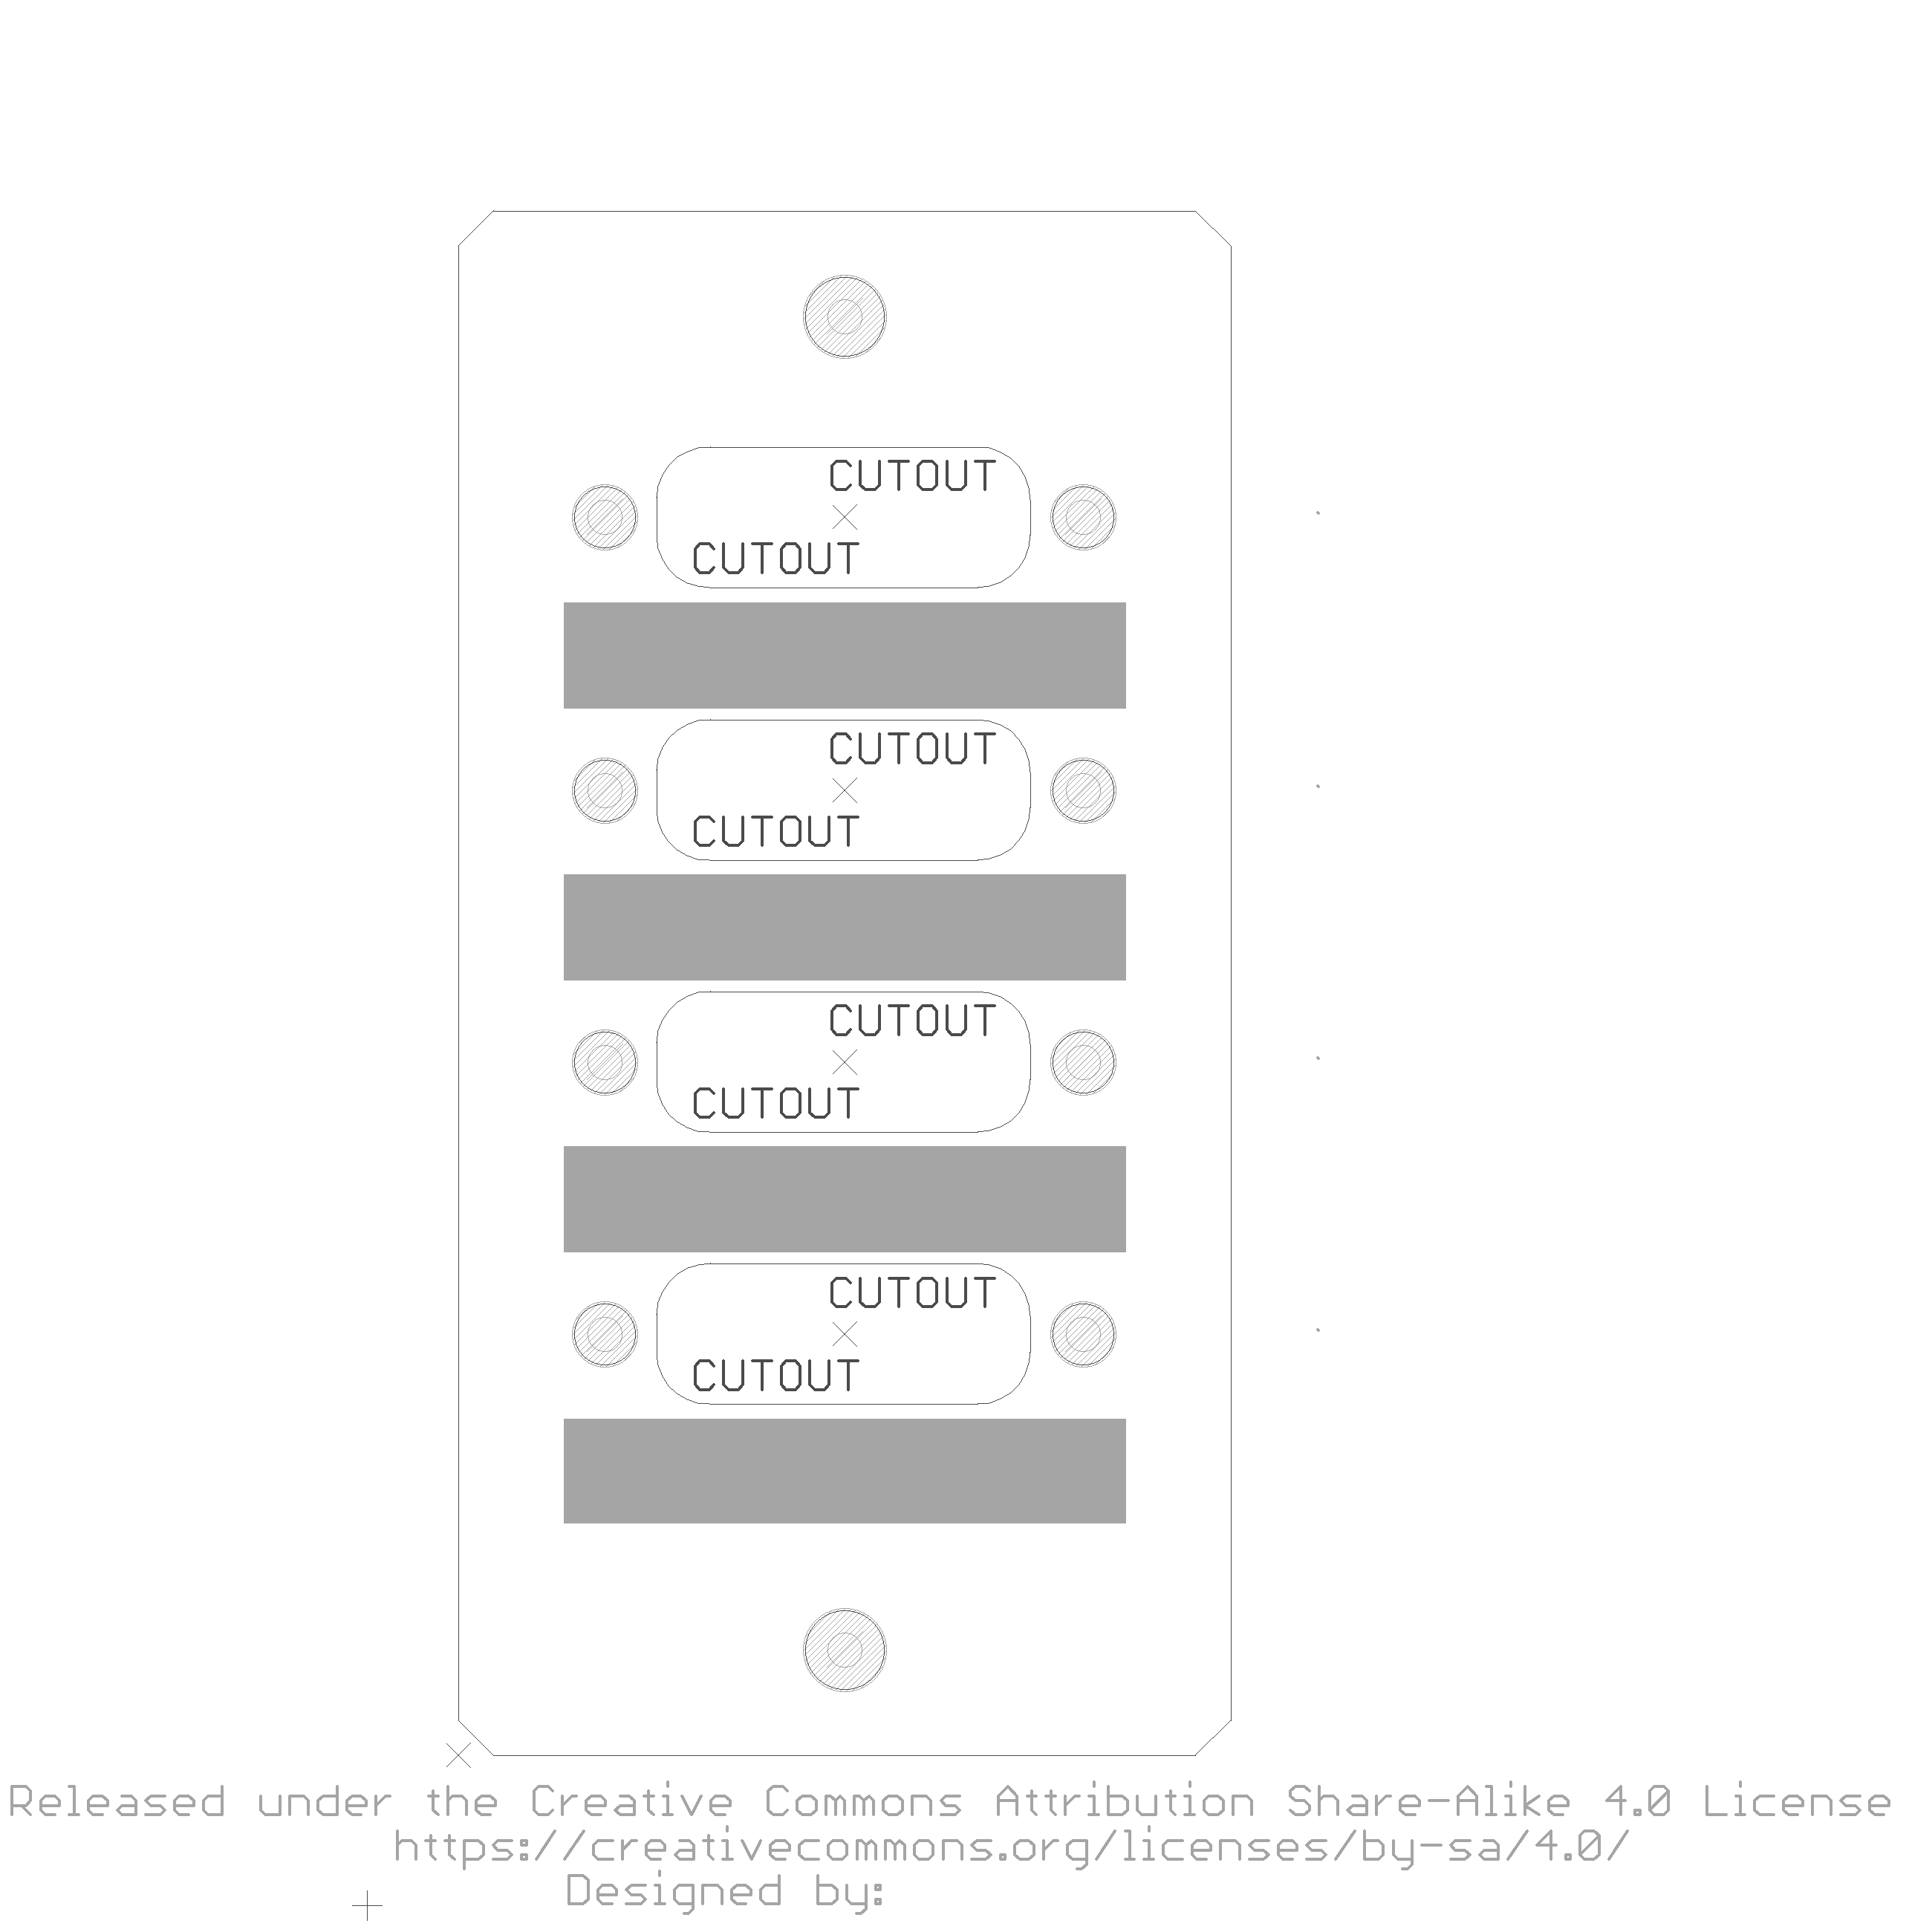 CUTOUT
CUTOUT
CUTOUT
CUTOUT
CUTOUT
CUTOUT
CUTOUT
CUTOUT
Released under the Creative Commons Attribution Share-Alike 4.0 License
https://creativecommons.org/licenses/by-sa/4.0/
Designed by: